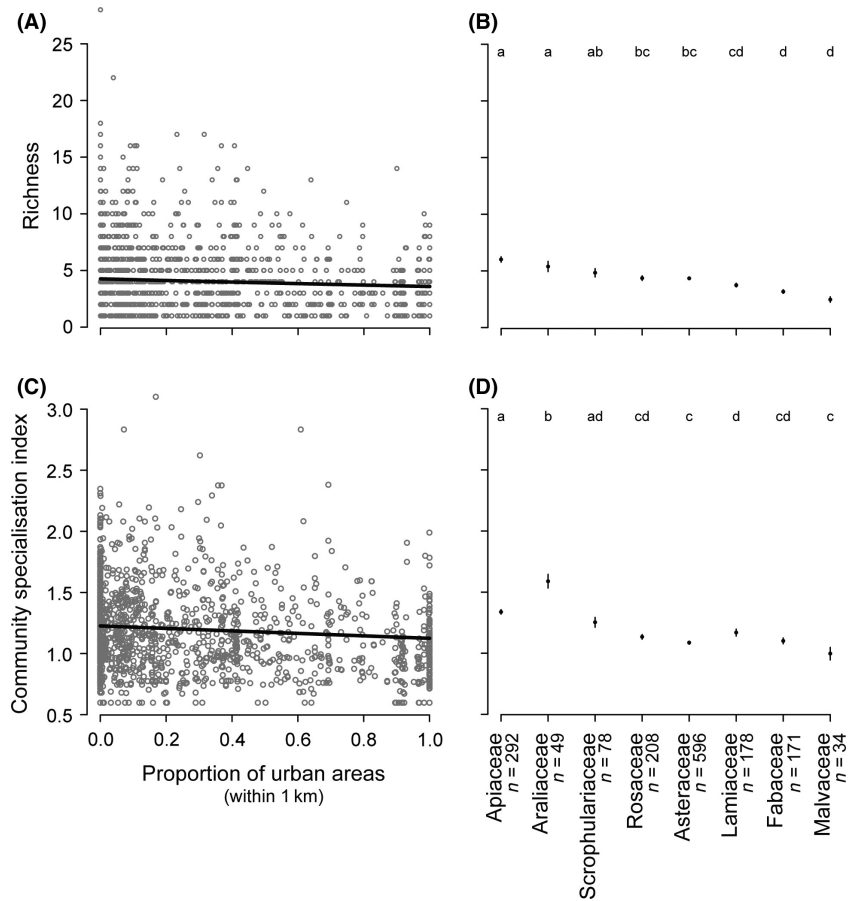 (A)
25
20
15
10
5
0
Richness
(B)
a a ab bc bc cd d d
(C)
3.0
2.5
2.0
1.5
1.0
0.5
Community specialisation index
0.0 0.2 0.4 0.6 0.8 1.0
Proportion of urban areas
(within 1 km)
(D)
a b ad cd c d cd c
Apiaceae
n = 292
Araliaceae
n = 49
Scrophulariaceae
n = 78
Rosaceae
n = 208
Asteraceae
n = 596
Lamiaceae
n = 178
Fabaceae
n = 171
Malvaceae
n = 34